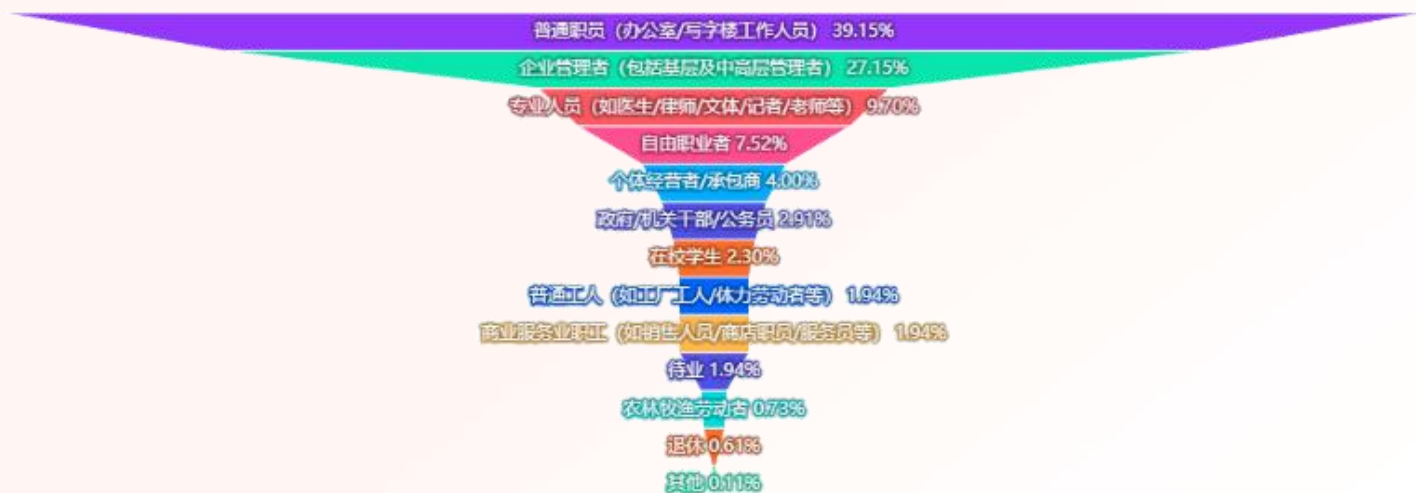 普通职员（办公室/写字楼工作人员） 39.15%
企业管理者（包括基层及中高层管理者） 27.15%
专业人员（如医生/律师/文体/记者/老师等） 9.70%
自由职业者 7.52%
个体经营者/承包商 4.00%
政府/机关干部/公务员 2.91%
在校学生 2.30%
普通工人（如工厂工人/体力劳动者等） 1.94%
商业服务业职工（如销售人员/商店职员/服务员等） 1.94%
待业 1.94%
农林牧渔劳动者 0.73%
退休 0.61%
其他 0.11%